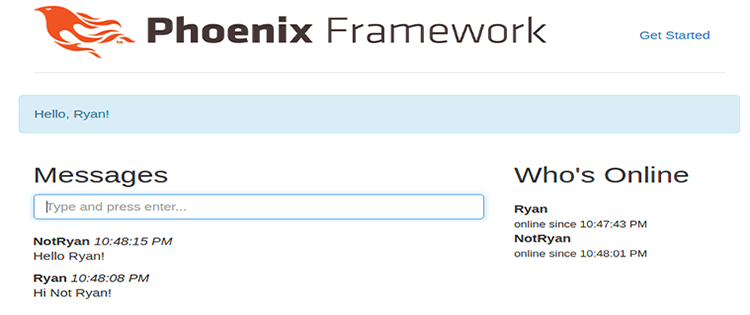 Phoenix Framework
Get Started
Hello, Ryan!
Messages
Type and press enter...
NotRyan 10:48:15 PM
Hello Ryan!
Ryan 10:48:08 PM
Hi Not Ryan!
Who's Online
Ryan
online since 10:47:43 PM
NotRyan
online since 10:48:01 PM